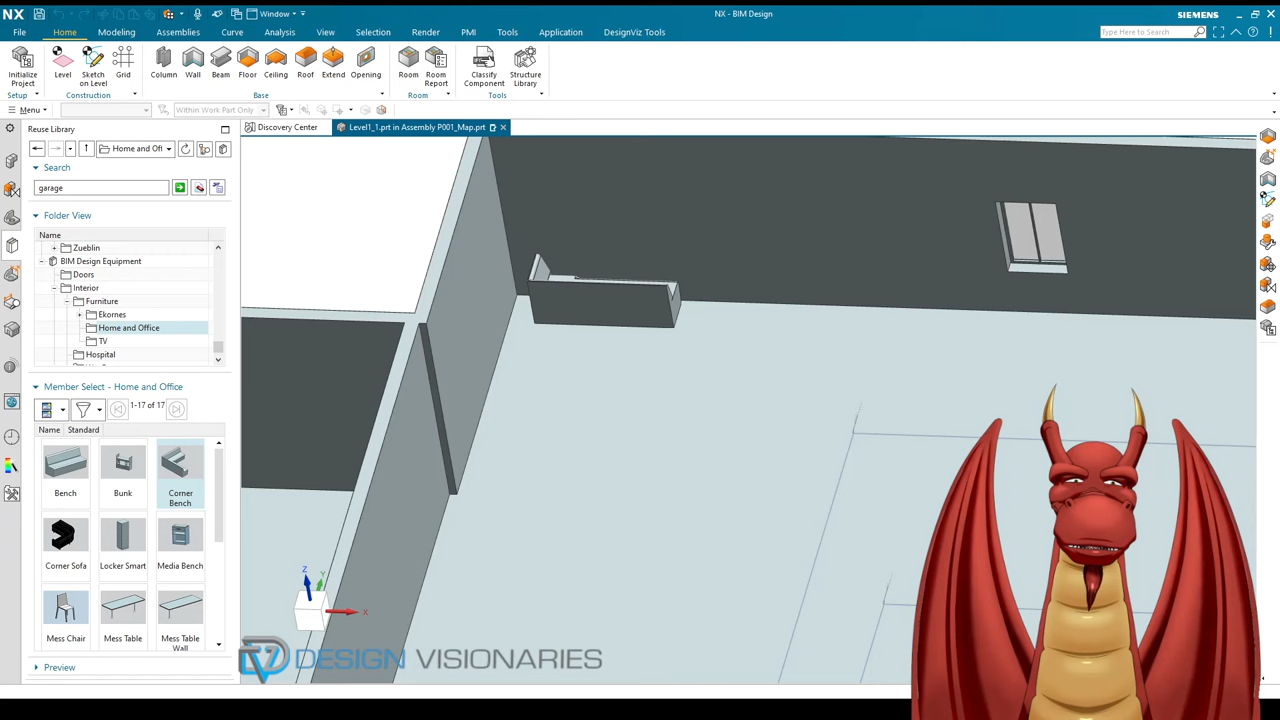 NX
Window
NX - BIM Design
SIEMENS
File Home Modeling Assemblies Curve Analysis View Selection Render PMI Tools Application DesignViz Tools
Type Here to Search
Initialize Project
Level
Sketch on Level
Grid
Column
Wall
Beam
Floor
Ceiling
Roof
Extend
Opening
Room
Room Report
Classify Component
Structure Library
Setup Construction Base Room Tools
Menu
Within Work Part Only
Reuse Library
Discovery Center
Level1_1.prt in Assembly P001_Map.prt
Home and Off
Search
garage
Folder View
Name
Zueblin
BIM Design Equipment
Doors
Interior
Furniture
Ekornes
Home and Office
TV
Hospital
Member Select - Home and Office
1-17 of 17
Name Standard
Bench
Bunk
Corner Bench
Corner Sofa
Locker Smart
Media Bench
Mess Chair
Mess Table
Mess Table Wall
Preview
Z
Y
X
DV DESIGN VISIONARIES